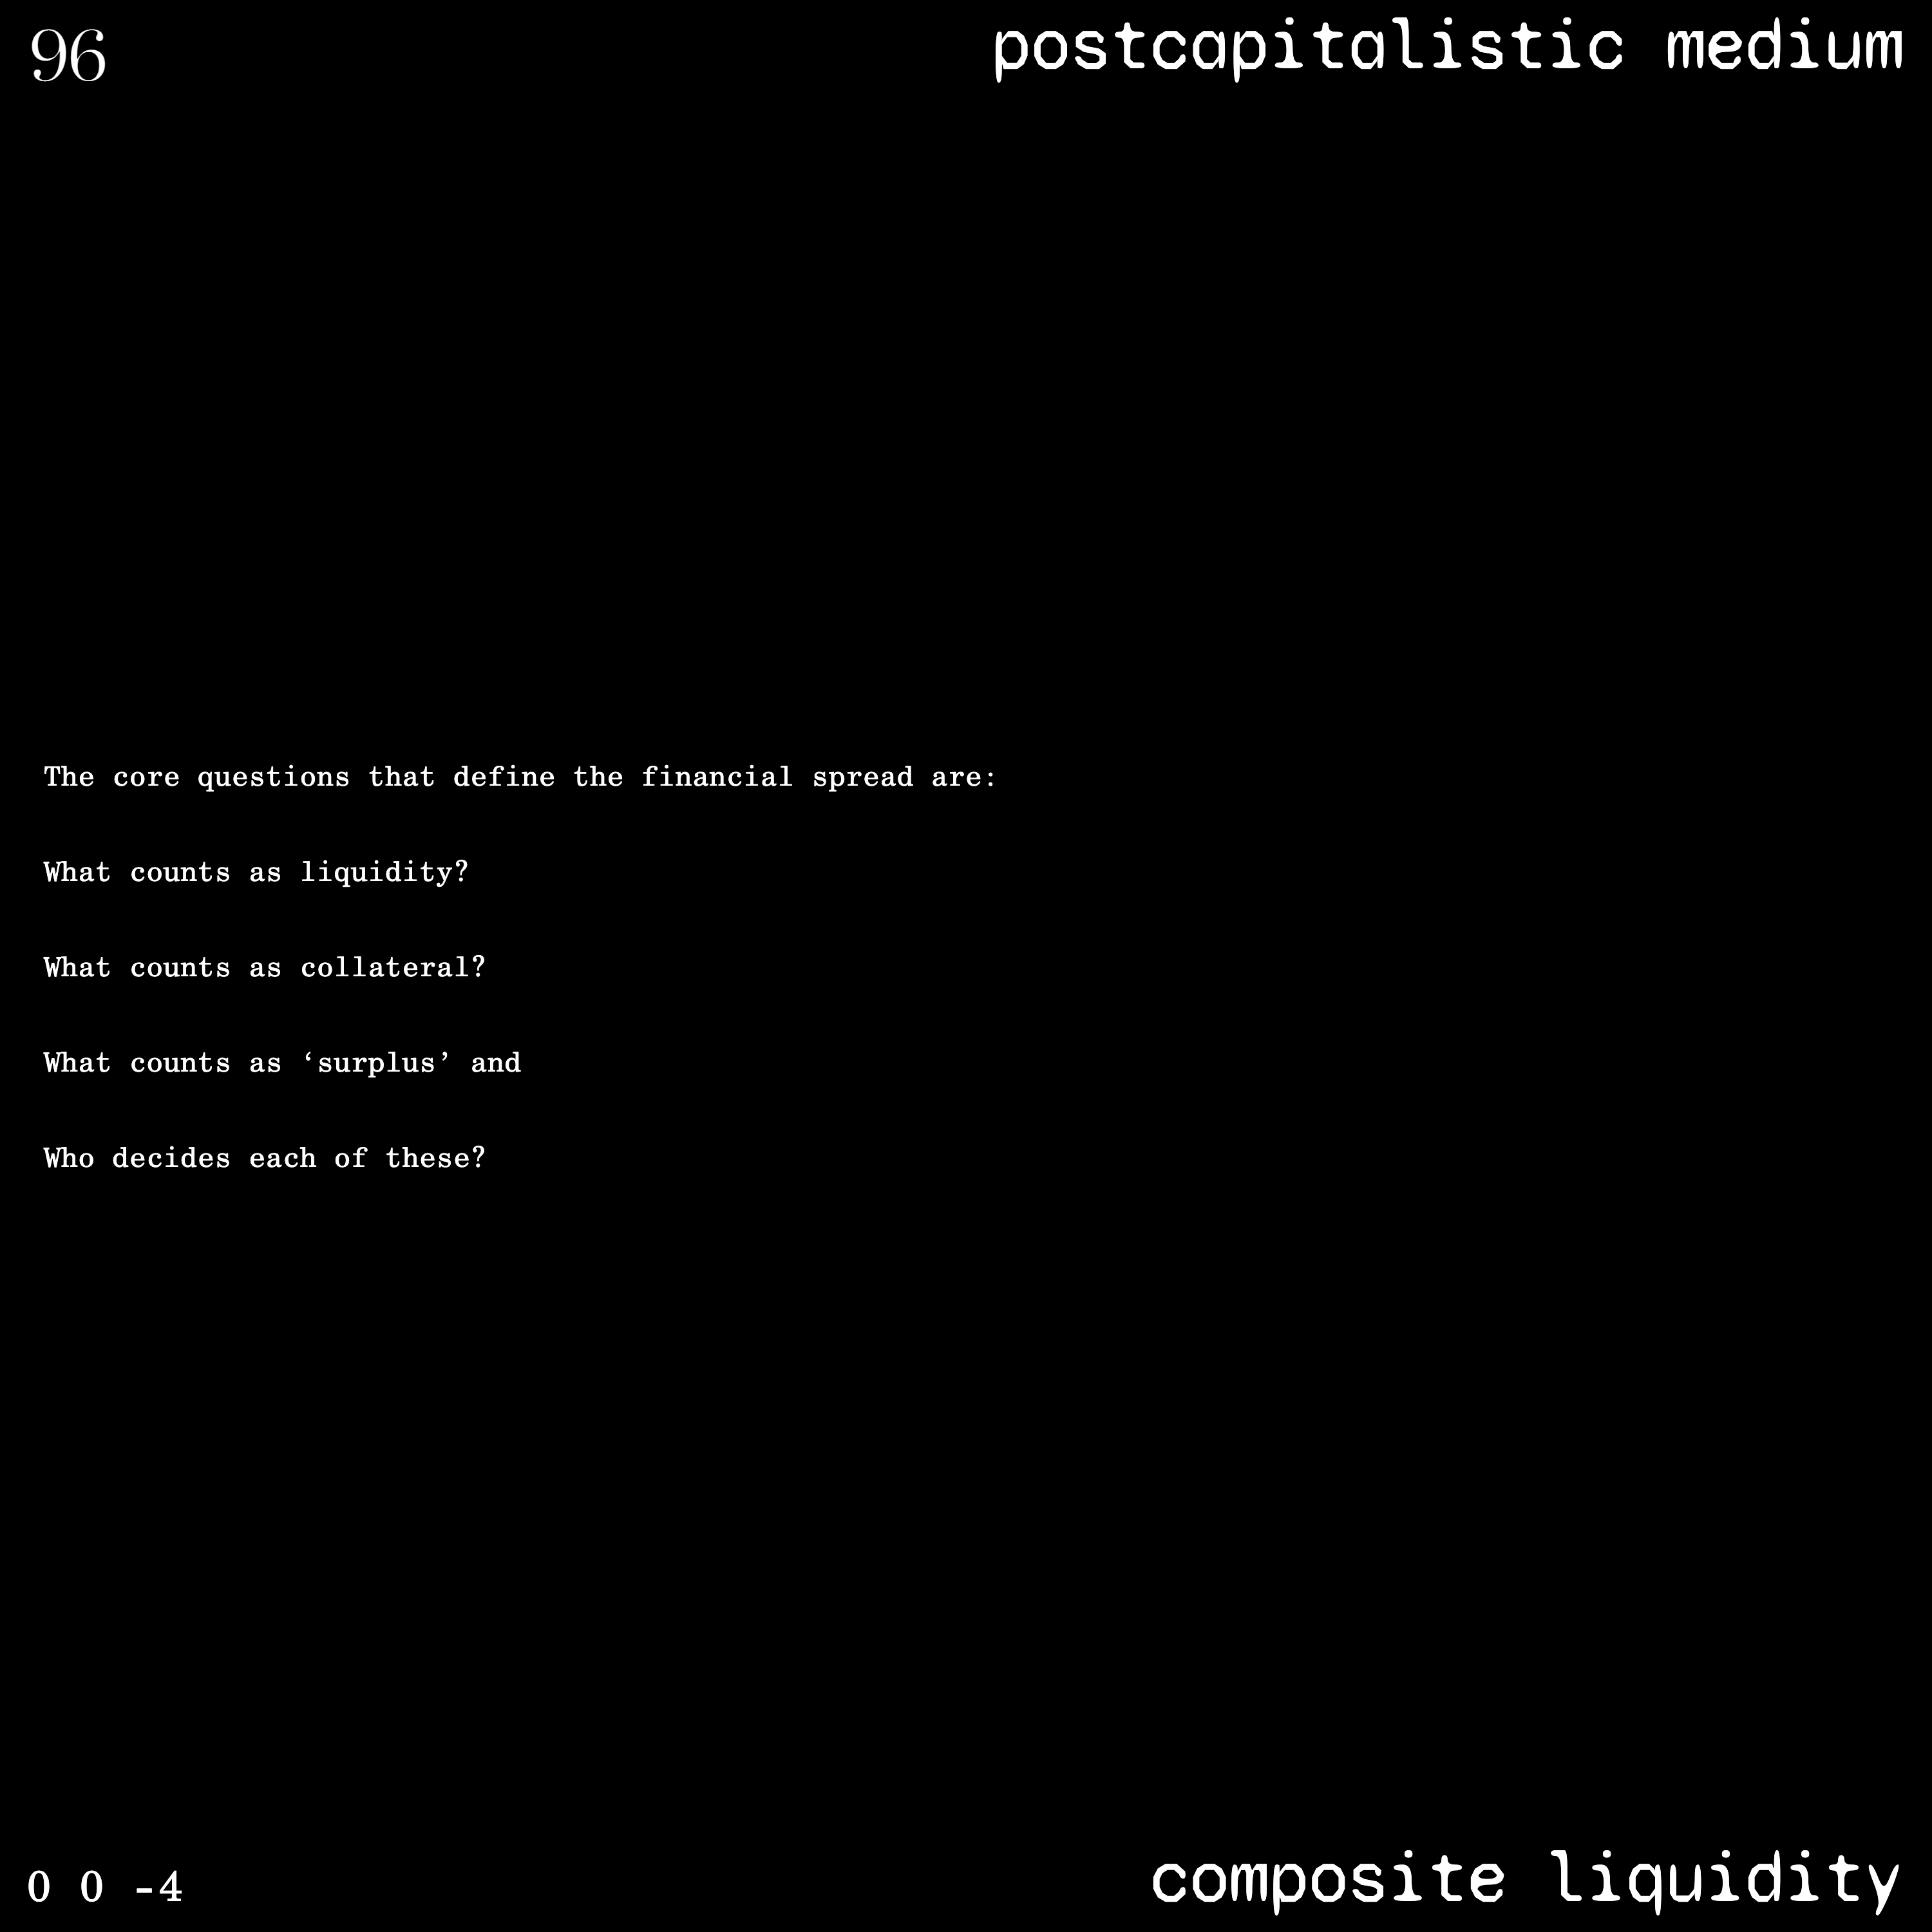 96
postcapitalistic medium
The core questions that define the financial spread are:
What counts as liquidity?
What counts as collateral?
What counts as ‘surplus’ and
Who decides each of these?
0 0 -4
composite liquidity